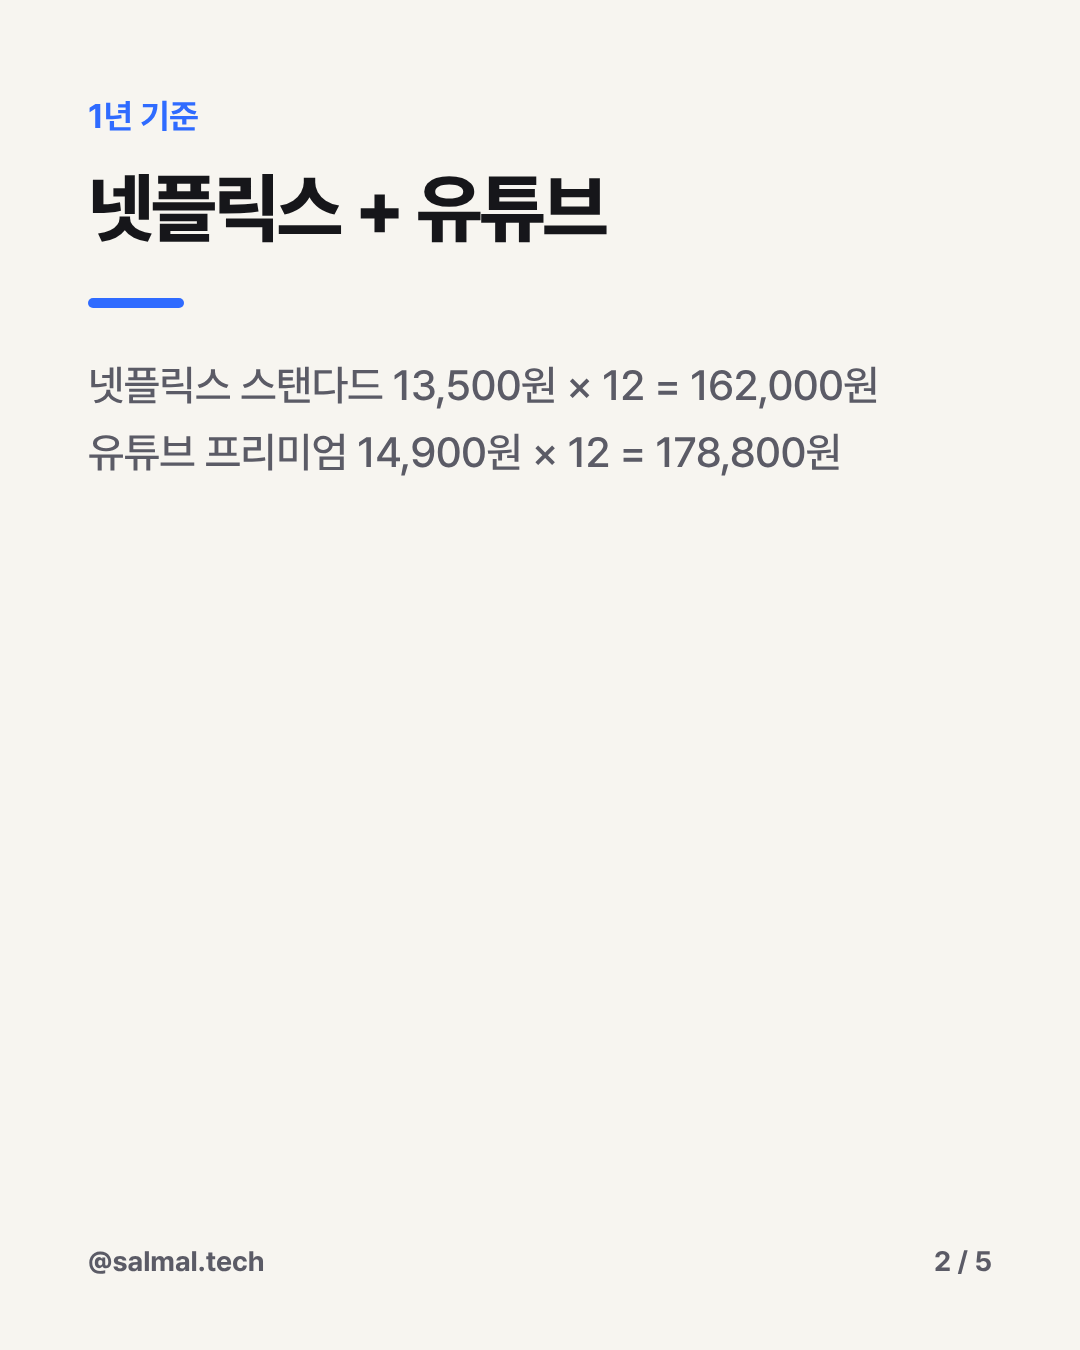 1년 기준
넷플릭스 + 유튜브
넷플릭스 스탠다드 13,500원 × 12 = 162,000원
유튜브 프리미엄 14,900원 × 12 = 178,800원
@salmal.tech
2 / 5